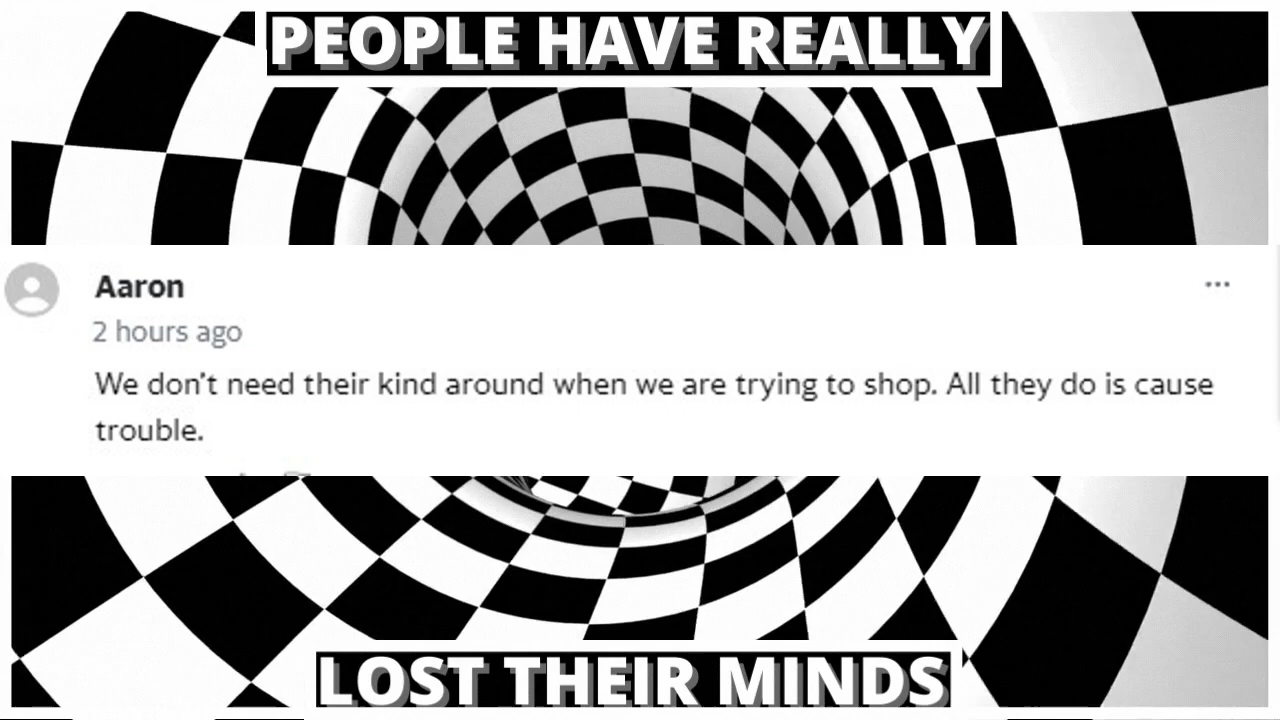 PEOPLE HAVE REALLY
Aaron
2 hours ago
We don't need their kind around when we are trying to shop. All they do is cause
trouble.
LOST THEIR MINDS